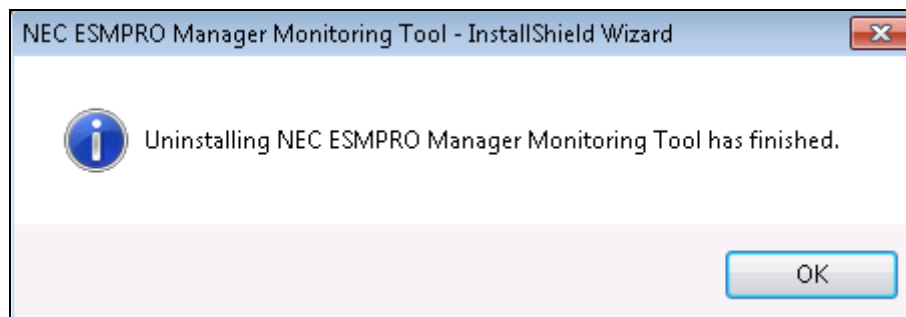 NEC ESMPRO Manager Monitoring Tool - InstallShield Wizard
Uninstalling NEC ESMPRO Manager Monitoring Tool has finished.
OK